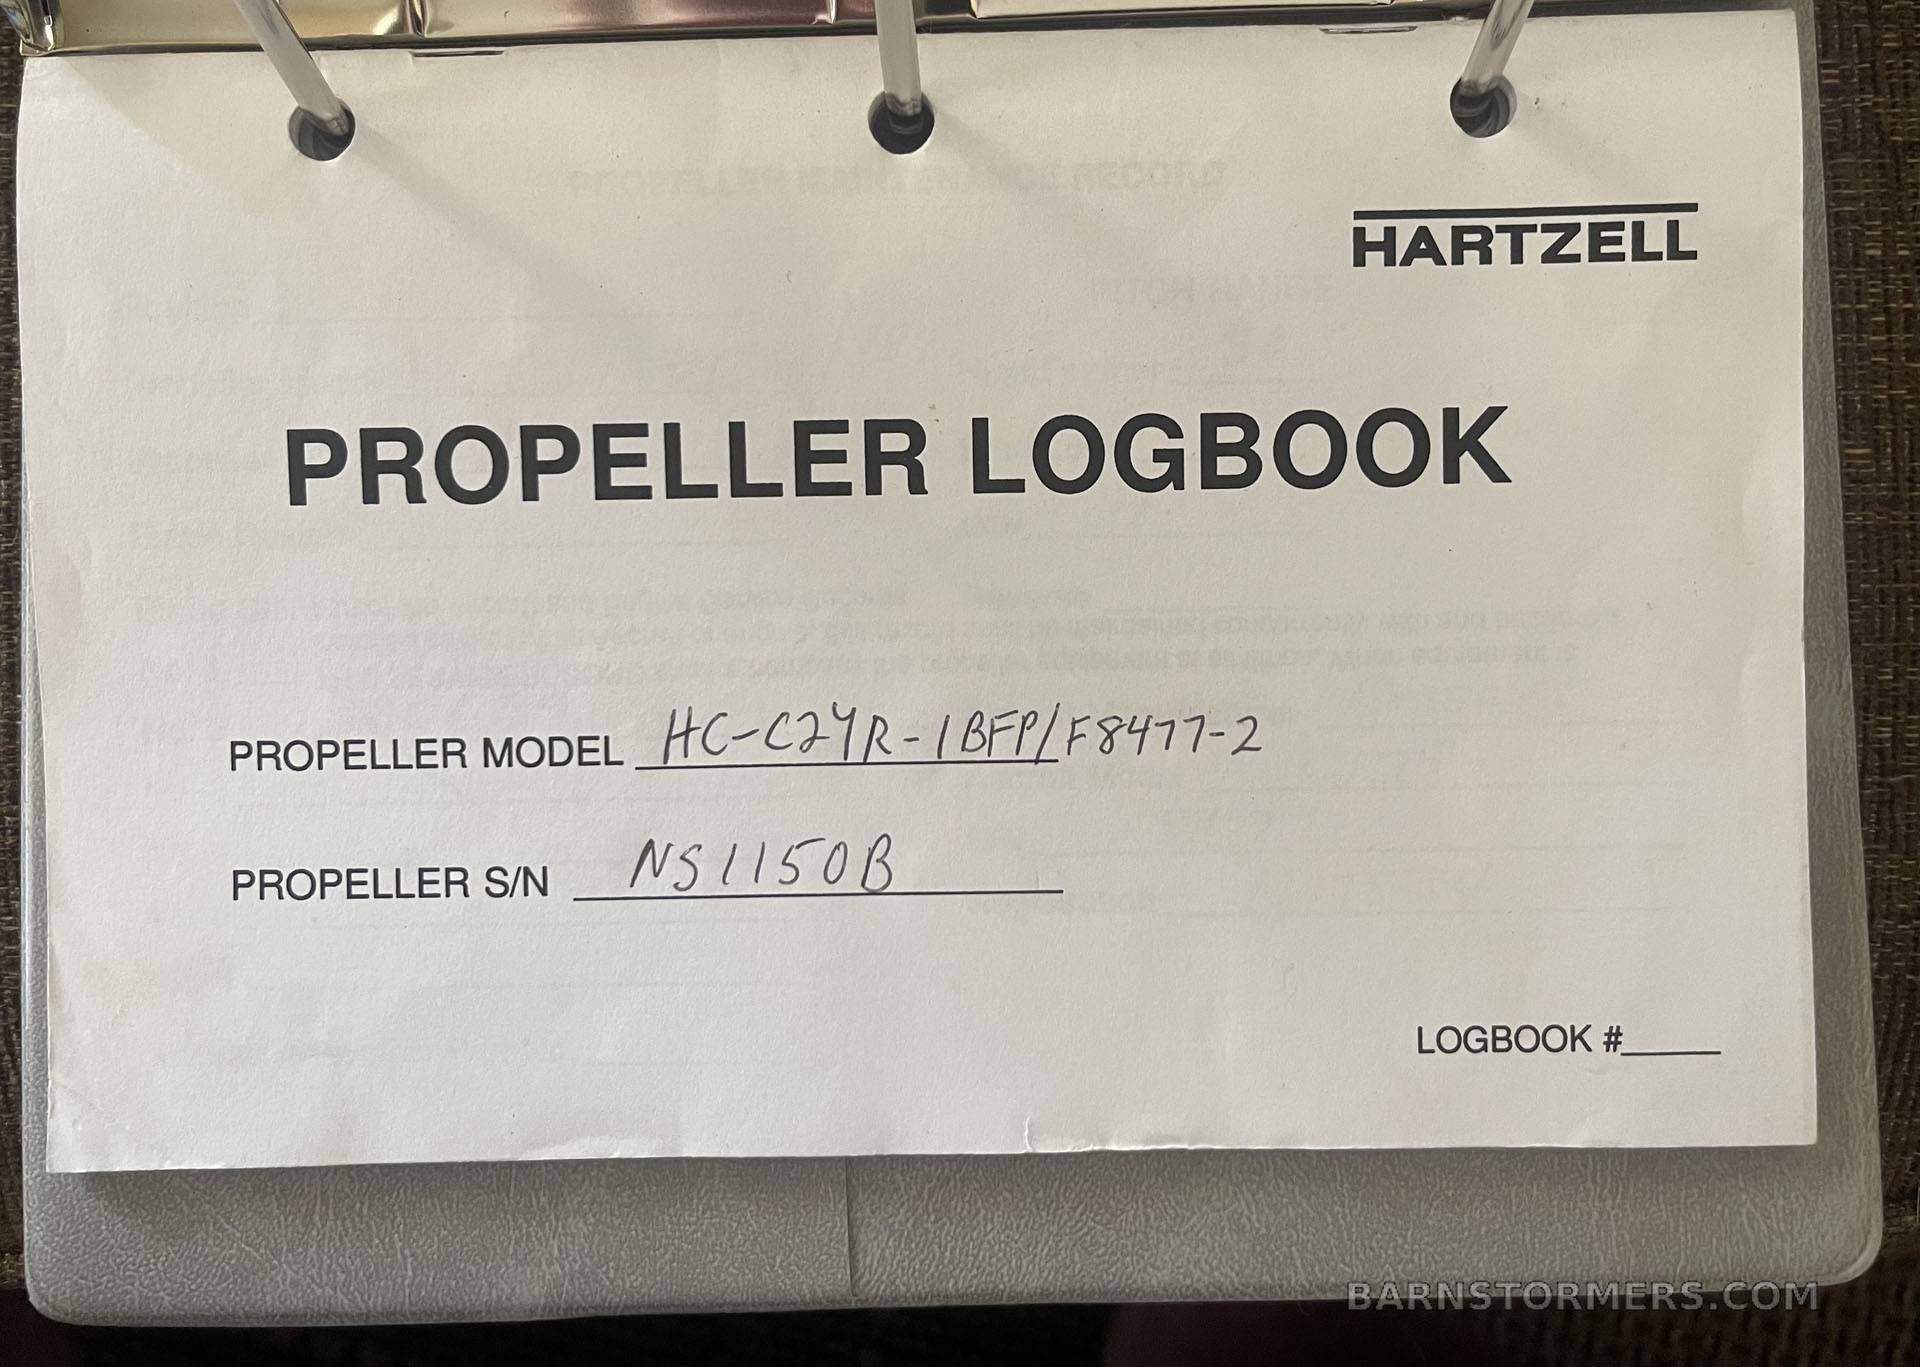 HARTZELL
PROPELLER LOGBOOK
PROPELLER MODEL HC-C2YR-1BFP/F8477-2
PROPELLER S/N NS1150B
LOGBOOK #
BARNSTORMERS.COM